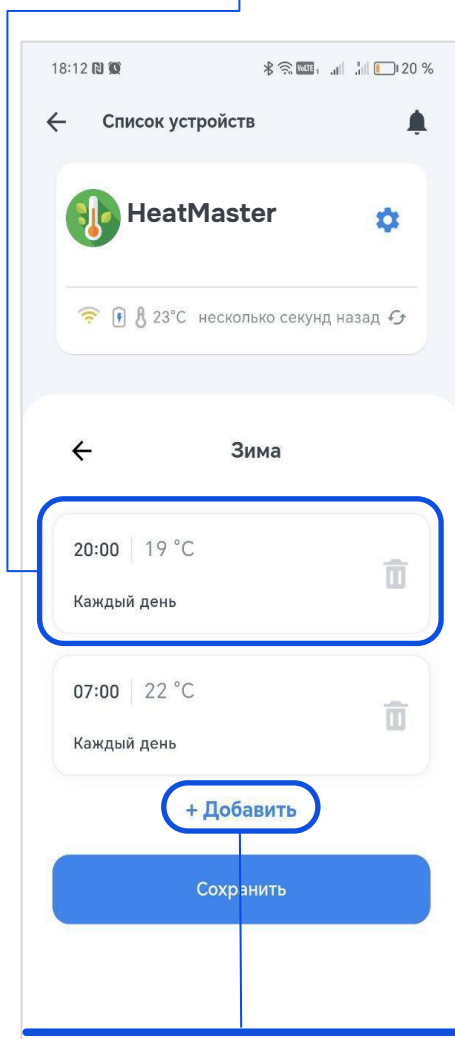 18:12 VoLTE 20 %
Список устройств
HeatMaster
23°C несколько секунд назад
Зима
20:00 19 °C
Каждый день
07:00 22 °C
Каждый день
+ Добавить
Сохранить